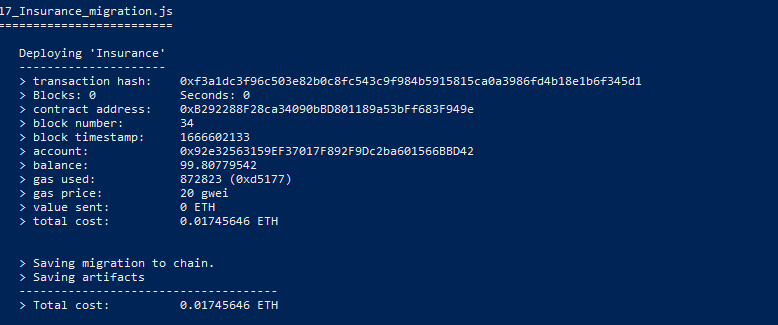 17_Insurance_migration.js
==========================
Deploying 'Insurance'
---------------------
> transaction hash: 0xf3a1dc3f96c503e82b0c8fc543c9f984b5915815ca0a3986fd4b18e1b6f345d1
> Blocks: 0 Seconds: 0
> contract address: 0xB292288F28ca34090bBD801189a53bFf683F949e
> block number: 34
> block timestamp: 1666602133
> account: 0x92e32563159EF37017F892F9Dc2ba601566BBD42
> balance: 99.80779542
> gas used: 872823 (0xd5177)
> gas price: 20 gwei
> value sent: 0 ETH
> total cost: 0.01745646 ETH
> Saving migration to chain.
> Saving artifacts
-------------------------------------
> Total cost: 0.01745646 ETH